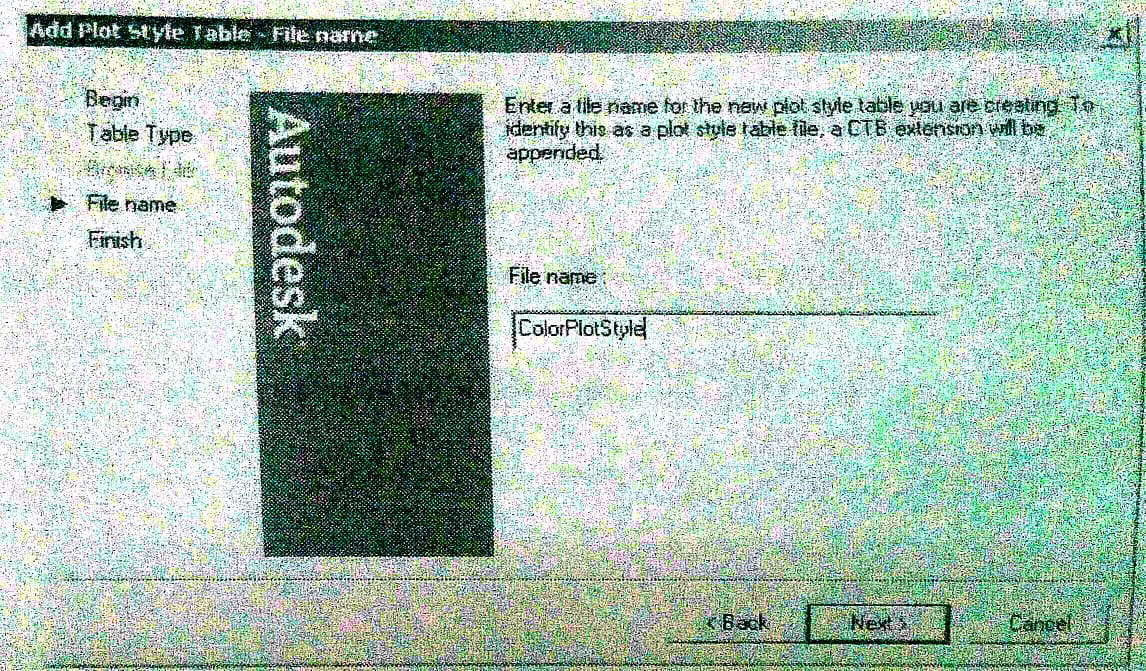 Add Plot Style Table - File name
Begin
Table Type
File name
Finish
Autodesk
Enter a file name for the new plot style table you are creating. To
identify this as a plot style table file, a CTB extension will be
appended.
File name :
ColorPlotStyle
< Back
Next >
Cancel